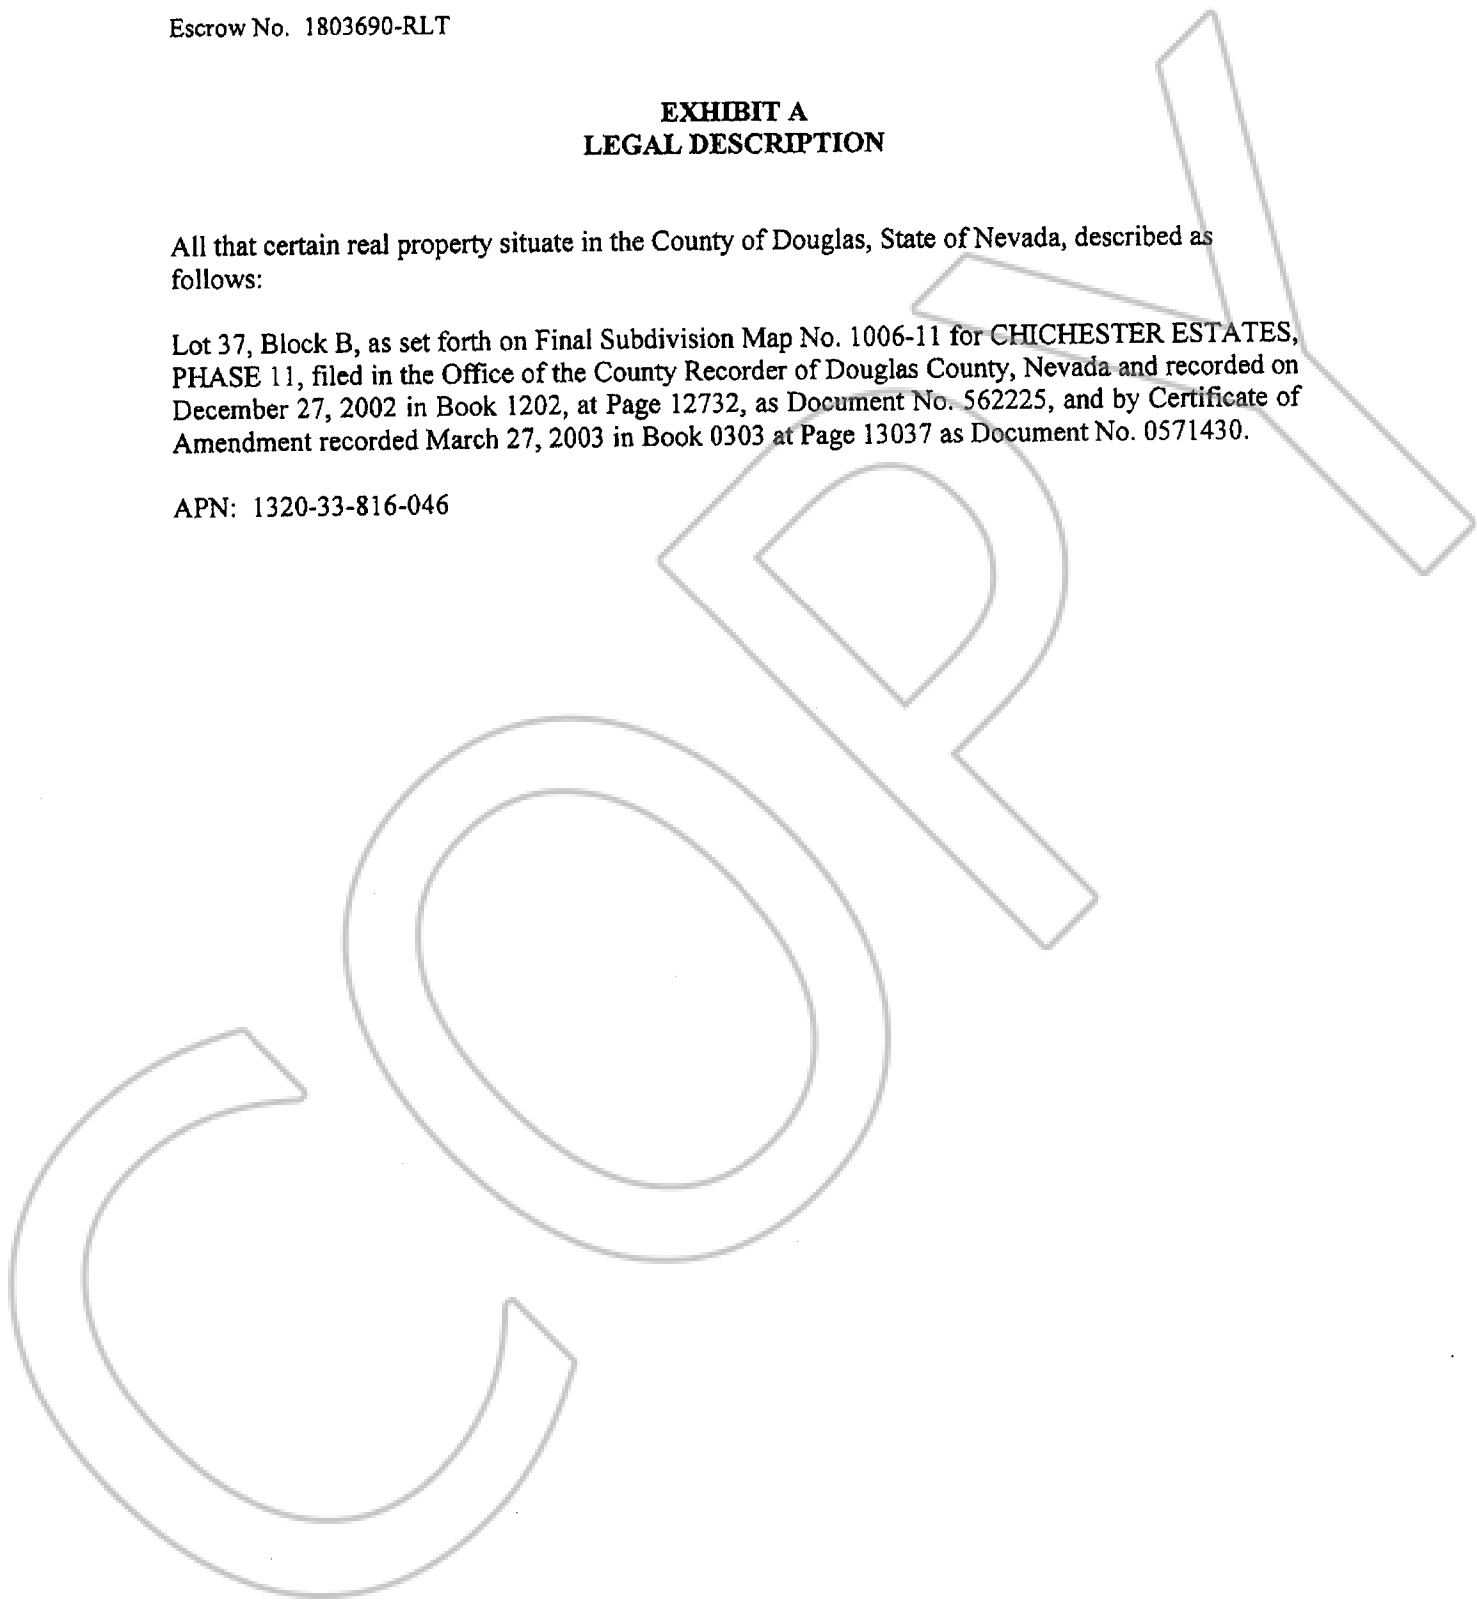 Escrow No. 1803690-RLT
EXHIBIT A
LEGAL DESCRIPTION
All that certain real property situate in the County of Douglas, State of Nevada, described as
follows:
Lot 37, Block B, as set forth on Final Subdivision Map No. 1006-11 for CHICHESTER ESTATES,
PHASE 11, filed in the Office of the County Recorder of Douglas County, Nevada and recorded on
December 27, 2002 in Book 1202, at Page 12732, as Document No. 562225, and by Certificate of
Amendment recorded March 27, 2003 in Book 0303 at Page 13037 as Document No. 0571430.
APN: 1320-33-816-046
COPY